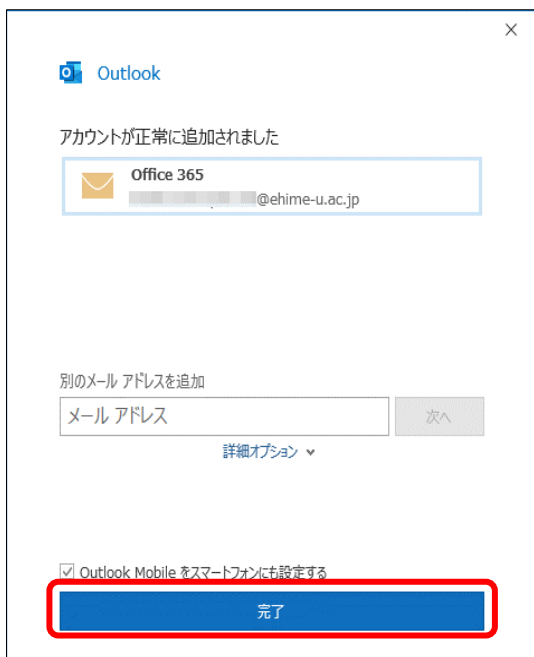 Outlook
アカウントが正常に追加されました
Office 365
@ehime-u.ac.jp
別のメール アドレスを追加
メール アドレス
次へ
詳細オプション
Outlook Mobile をスマートフォンにも設定する
完了